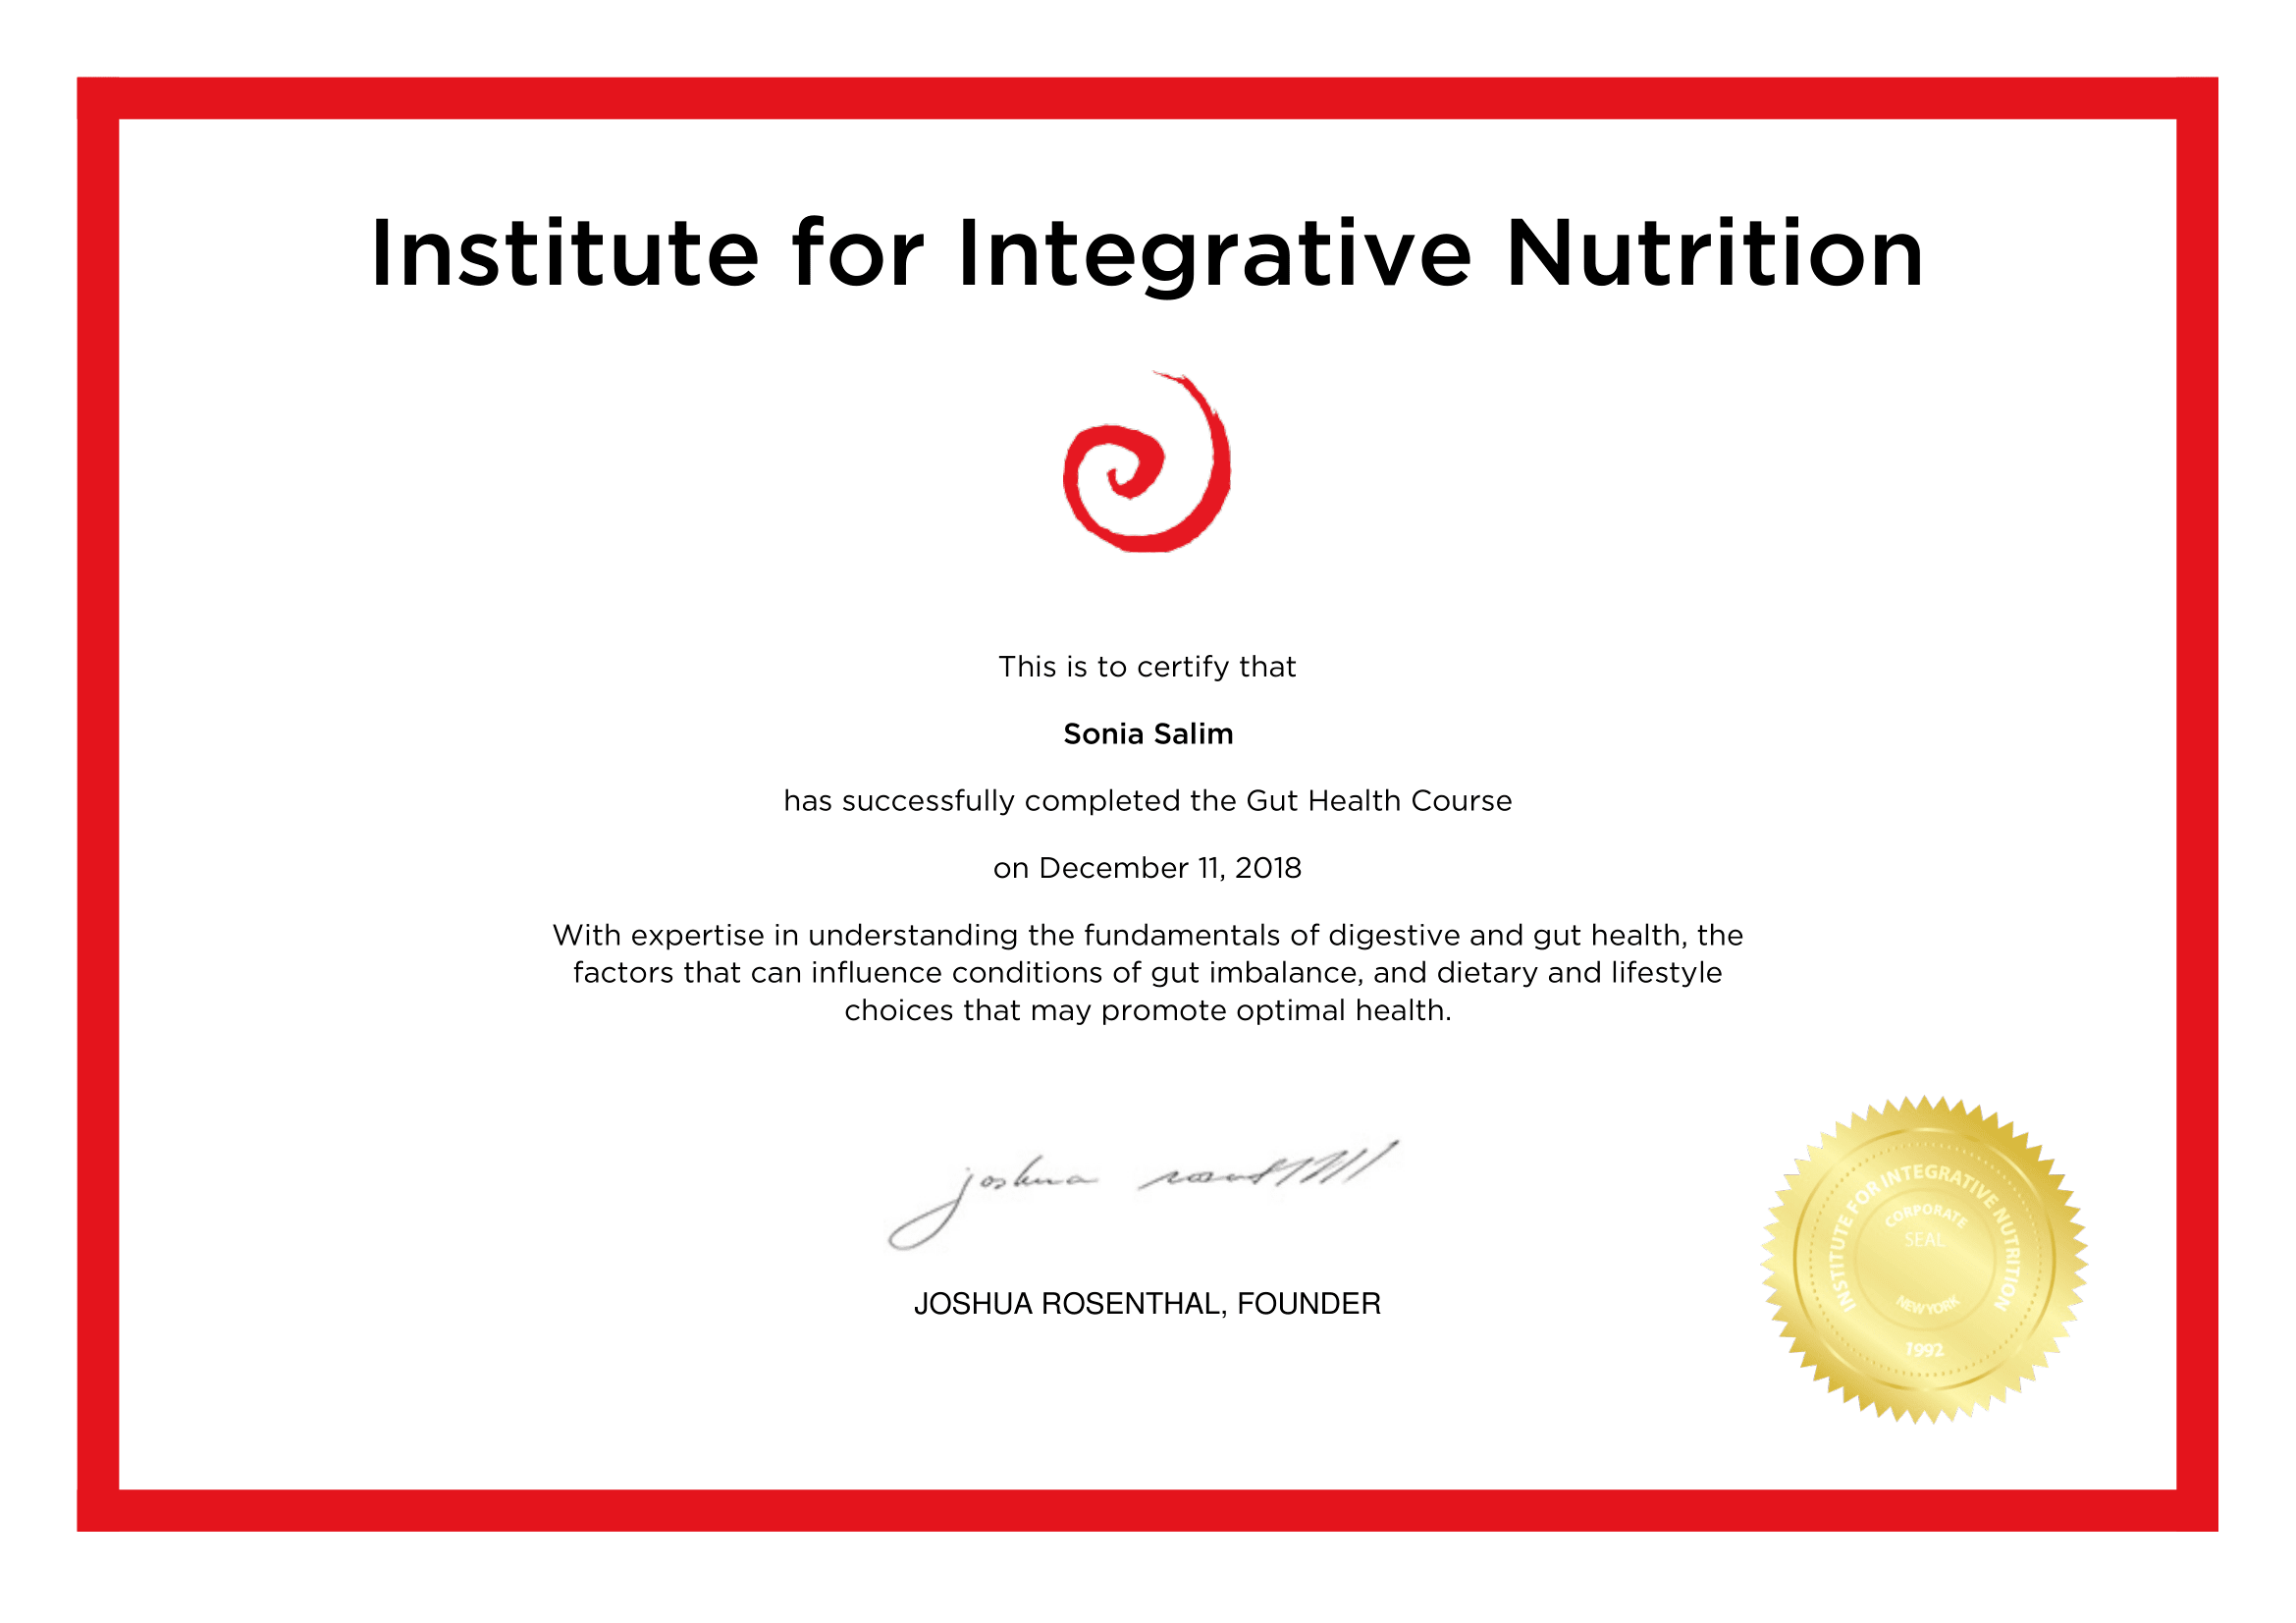 Institute for Integrative Nutrition
This is to certify that
Sonia Salim
has successfully completed the Gut Health Course
on December 11, 2018
With expertise in understanding the fundamentals of digestive and gut health, the
factors that can influence conditions of gut imbalance, and dietary and lifestyle
choices that may promote optimal health.
joshua
JOSHUA ROSENTHAL, FOUNDER
INSTITUTE FOR INTEGRATIVE NUTRITION
CORPORATE
SEAL
NEW YORK
1992